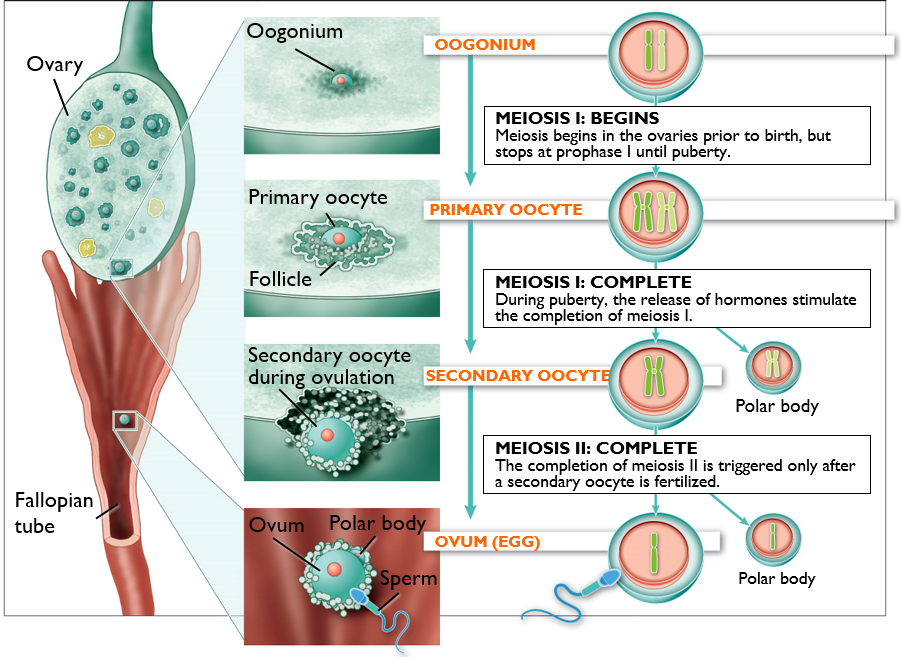 Ovary
Fallopian
tube
Oogonium
Primary oocyte
Follicle
Secondary oocyte
during ovulation
Ovum
Polar body
Sperm
OOGONIUM
MEIOSIS I: BEGINS
Meiosis begins in the ovaries prior to birth, but
stops at prophase I until puberty.
PRIMARY OOCYTE
MEIOSIS I: COMPLETE
During puberty, the release of hormones stimulate
the completion of meiosis I.
SECONDARY OOCYTE
Polar body
MEIOSIS II: COMPLETE
The completion of meiosis II is triggered only after
a secondary oocyte is fertilized.
OVUM (EGG)
Polar body